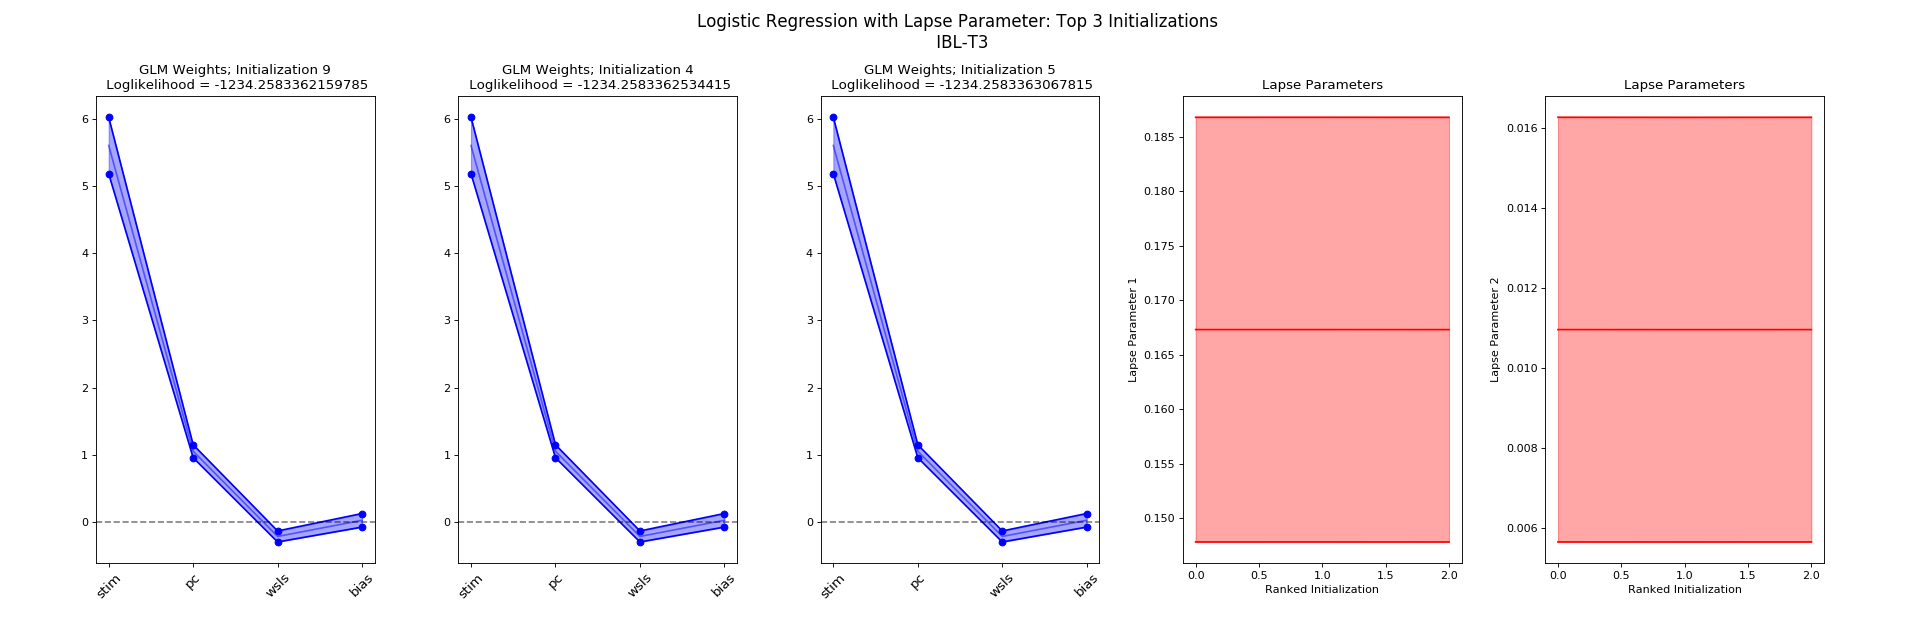 Logistic Regression with Lapse Parameter: Top 3 Initializations
IBL-T3
GLM Weights; Initialization 9
Loglikelihood = -1234.2583362159785
6
5
4
3
2
1
0
stim
pc
wsls
bias
GLM Weights; Initialization 4
Loglikelihood = -1234.2583362534415
6
5
4
3
2
1
0
stim
pc
wsls
bias
GLM Weights; Initialization 5
Loglikelihood = -1234.2583363067815
6
5
4
3
2
1
0
stim
pc
wsls
bias
Lapse Parameters
Lapse Parameter 1
0.185
0.180
0.175
0.170
0.165
0.160
0.155
0.150
0.0 0.5 1.0 1.5 2.0
Ranked Initialization
Lapse Parameters
Lapse Parameter 2
0.016
0.014
0.012
0.010
0.008
0.006
0.0 0.5 1.0 1.5 2.0
Ranked Initialization